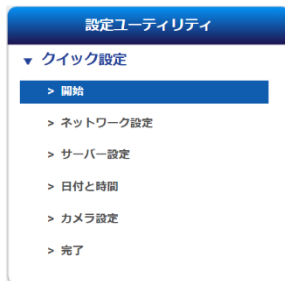 設定ユーティリティ
▼ クイック設定
> 開始
> ネットワーク設定
> サーバー設定
> 日付と時間
> カメラ設定
> 完了